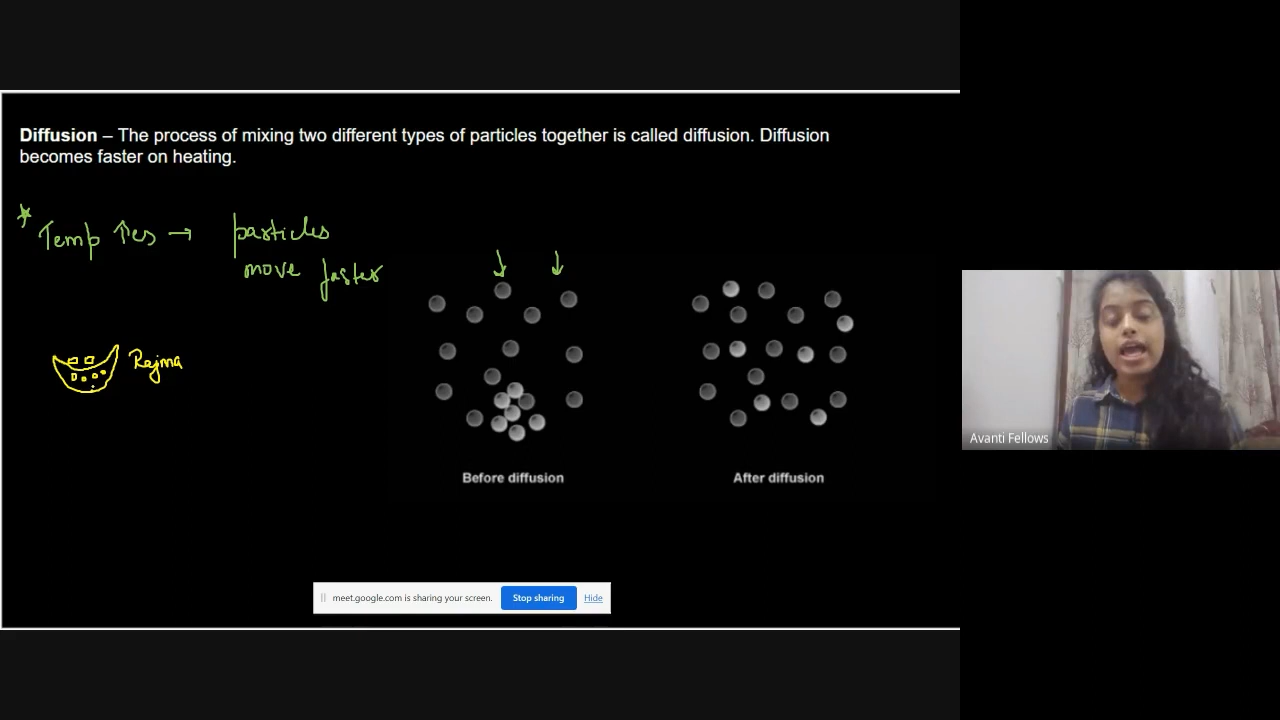 Diffusion – The process of mixing two different types of particles together is called diffusion. Diffusion
becomes faster on heating.
Temp ↑es → particles
move faster
Rajma
Before diffusion
After diffusion
Avanti Fellows
meet.google.com is sharing your screen.
Stop sharing
Hide